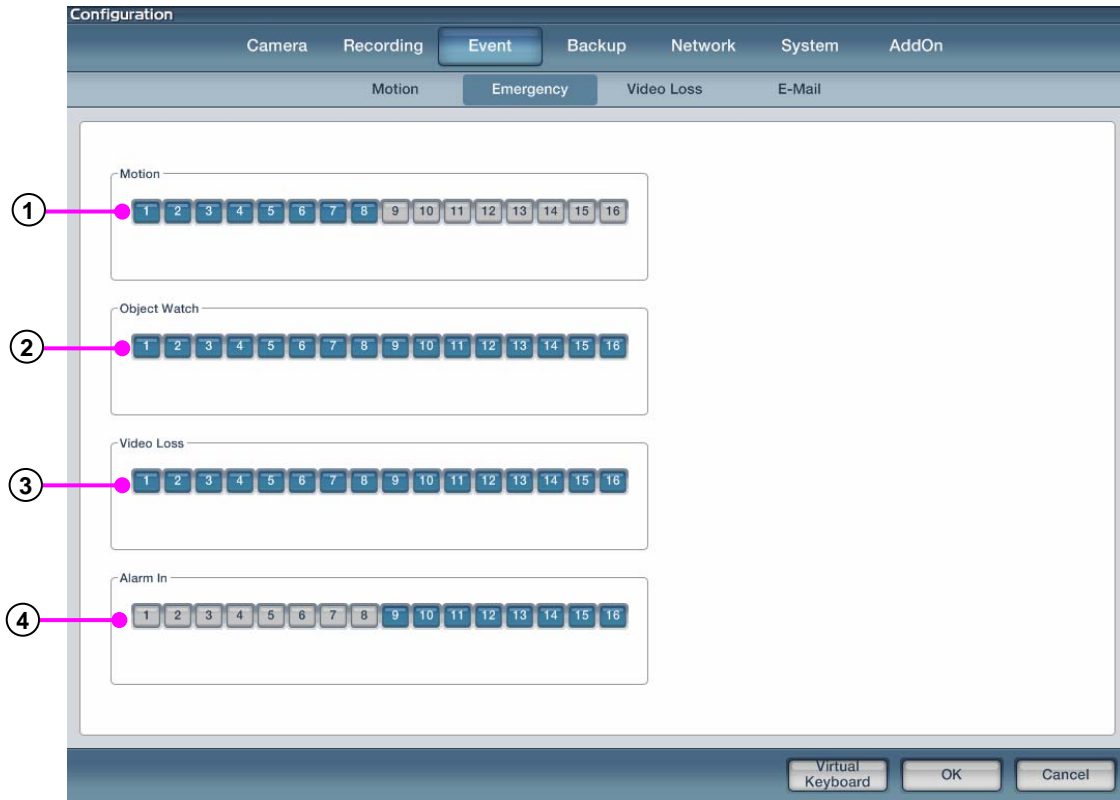 Configuration
Camera Recording Event Backup Network System AddOn
Motion Emergency Video Loss E-Mail
Motion
1 1 2 3 4 5 6 7 8 9 10 11 12 13 14 15 16
Object Watch
2 1 2 3 4 5 6 7 8 9 10 11 12 13 14 15 16
Video Loss
3 1 2 3 4 5 6 7 8 9 10 11 12 13 14 15 16
Alarm In
4 1 2 3 4 5 6 7 8 9 10 11 12 13 14 15 16
Virtual
Keyboard
OK Cancel